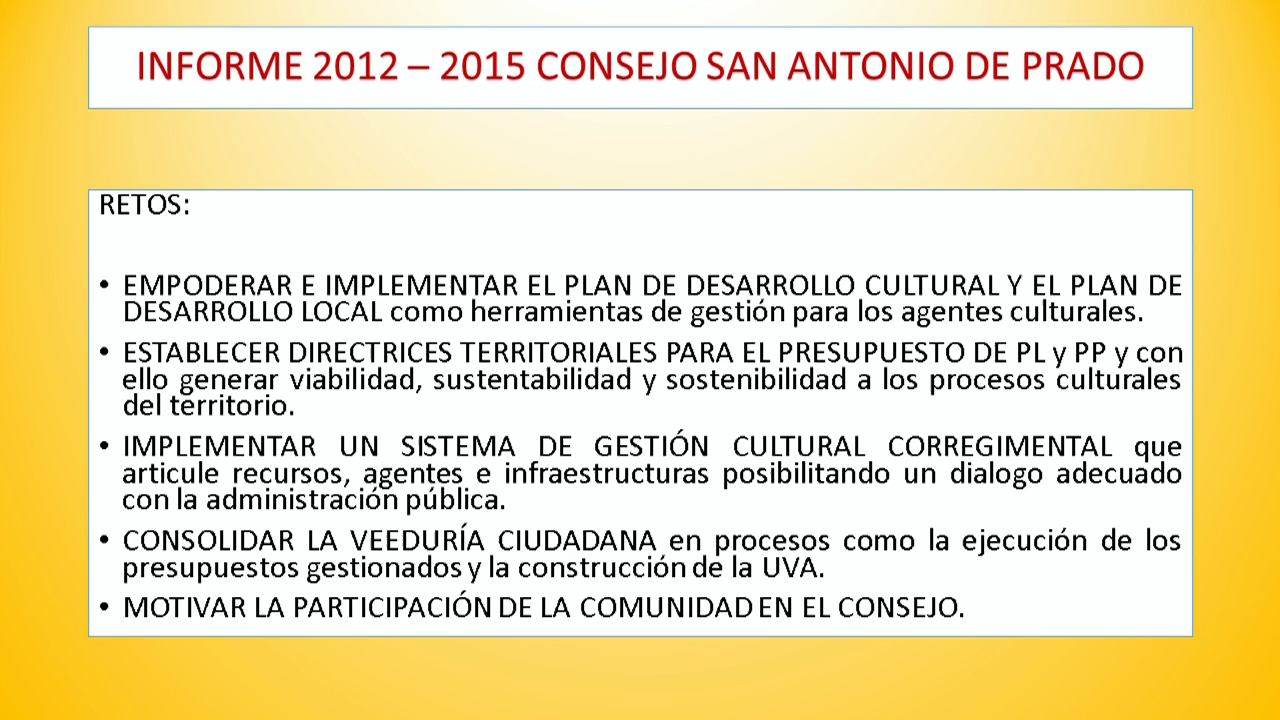 INFORME 2012 – 2015 CONSEJO SAN ANTONIO DE PRADO
RETOS:
• EMPODERAR E IMPLEMENTAR EL PLAN DE DESARROLLO CULTURAL Y EL PLAN DE
DESARROLLO LOCAL como herramientas de gestión para los agentes culturales.
• ESTABLECER DIRECTRICES TERRITORIALES PARA EL PRESUPUESTO DE PL y PP y con
ello generar viabilidad, sustentabilidad y sostenibilidad a los procesos culturales
del territorio.
• IMPLEMENTAR UN SISTEMA DE GESTIÓN CULTURAL CORREGIMENTAL que
articule recursos, agentes e infraestructuras posibilitando un dialogo adecuado
con la administración pública.
• CONSOLIDAR LA VEEDURÍA CIUDADANA en procesos como la ejecución de los
presupuestos gestionados y la construcción de la UVA.
• MOTIVAR LA PARTICIPACIÓN DE LA COMUNIDAD EN EL CONSEJO.